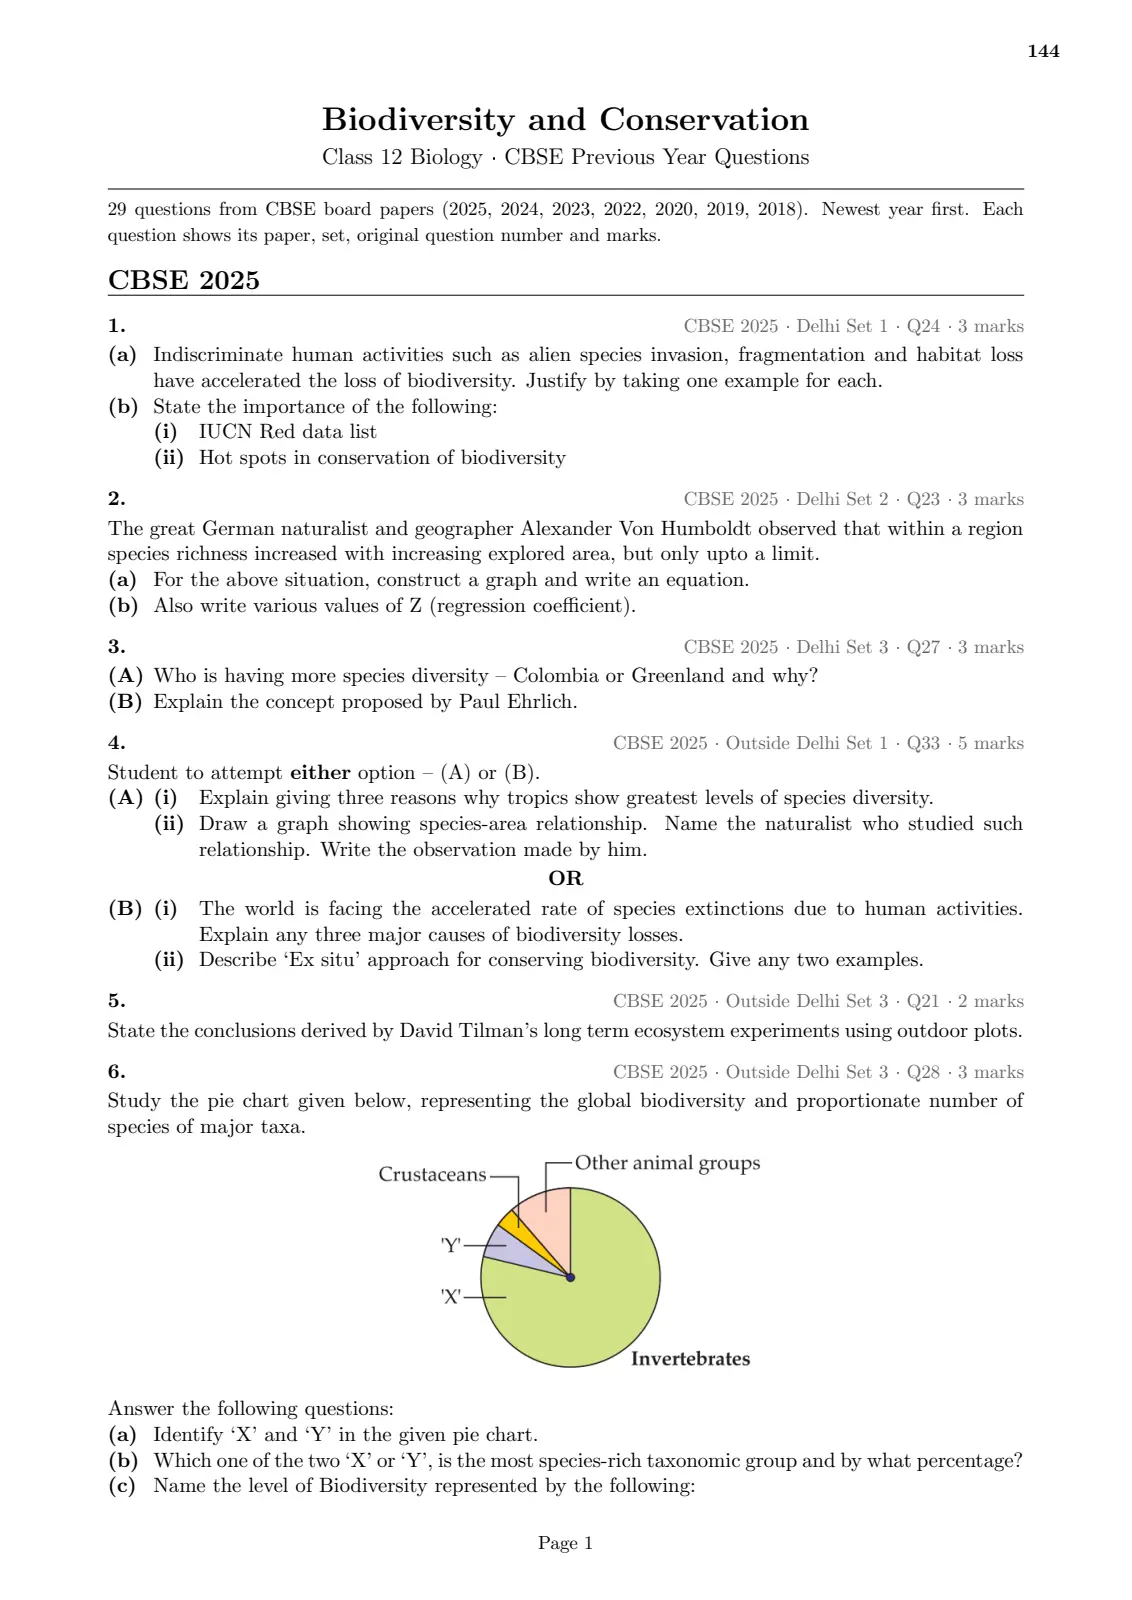 144
Biodiversity and Conservation
Class 12 Biology · CBSE Previous Year Questions
29 questions from CBSE board papers (2025, 2024, 2023, 2022, 2020, 2019, 2018). Newest year first. Each
question shows its paper, set, original question number and marks.
CBSE 2025
1. CBSE 2025 · Delhi Set 1 · Q24 · 3 marks
(a) Indiscriminate human activities such as alien species invasion, fragmentation and habitat loss
have accelerated the loss of biodiversity. Justify by taking one example for each.
(b) State the importance of the following:
(i) IUCN Red data list
(ii) Hot spots in conservation of biodiversity
2. CBSE 2025 · Delhi Set 2 · Q23 · 3 marks
The great German naturalist and geographer Alexander Von Humboldt observed that within a region
species richness increased with increasing explored area, but only upto a limit.
(a) For the above situation, construct a graph and write an equation.
(b) Also write various values of Z (regression coefficient).
3. CBSE 2025 · Delhi Set 3 · Q27 · 3 marks
(A) Who is having more species diversity – Colombia or Greenland and why?
(B) Explain the concept proposed by Paul Ehrlich.
4. CBSE 2025 · Outside Delhi Set 1 · Q33 · 5 marks
Student to attempt either option – (A) or (B).
(A) (i) Explain giving three reasons why tropics show greatest levels of species diversity.
(ii) Draw a graph showing species-area relationship. Name the naturalist who studied such
relationship. Write the observation made by him.
OR
(B) (i) The world is facing the accelerated rate of species extinctions due to human activities.
Explain any three major causes of biodiversity losses.
(ii) Describe ‘Ex situ’ approach for conserving biodiversity. Give any two examples.
5. CBSE 2025 · Outside Delhi Set 3 · Q21 · 2 marks
State the conclusions derived by David Tilman’s long term ecosystem experiments using outdoor plots.
6. CBSE 2025 · Outside Delhi Set 3 · Q28 · 3 marks
Study the pie chart given below, representing the global biodiversity and proportionate number of
species of major taxa.
Other animal groups
Crustaceans
'Y'
'X'
Invertebrates
Answer the following questions:
(a) Identify ‘X’ and ‘Y’ in the given pie chart.
(b) Which one of the two ‘X’ or ‘Y’, is the most species-rich taxonomic group and by what percentage?
(c) Name the level of Biodiversity represented by the following:
Page 1